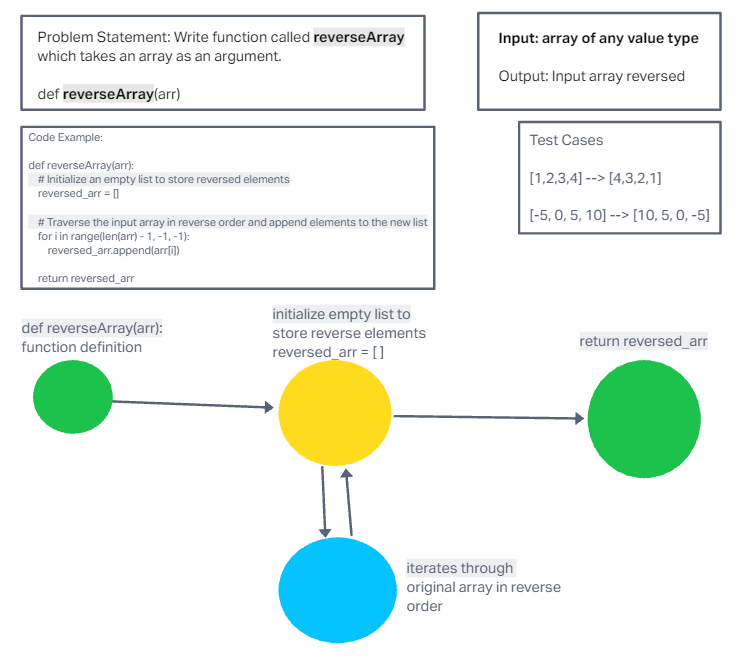 Problem Statement: Write function called reverseArray
which takes an array as an argument.
def reverseArray(arr)
Input: array of any value type
Output: Input array reversed
Code Example:
def reverseArray(arr):
# Initialize an empty list to store reversed elements
reversed_arr = []
# Traverse the input array in reverse order and append elements to the new list
for i in range(len(arr) - 1, -1, -1):
reversed_arr.append(arr[i])
return reversed_arr
Test Cases
[1,2,3,4] --> [4,3,2,1]
[-5, 0, 5, 10] --> [10, 5, 0, -5]
def reverseArray(arr):
function definition
initialize empty list to
store reverse elements
reversed_arr = [ ]
return reversed_arr
iterates through
original array in reverse
order